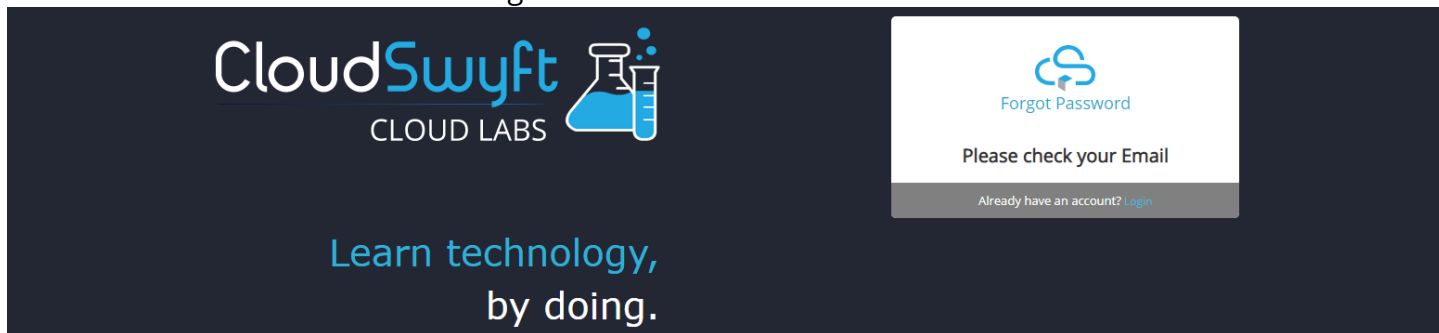 CloudSwyft
CLOUD LABS
Learn technology,
by doing.
Forgot Password
Please check your Email
Already have an account? Login